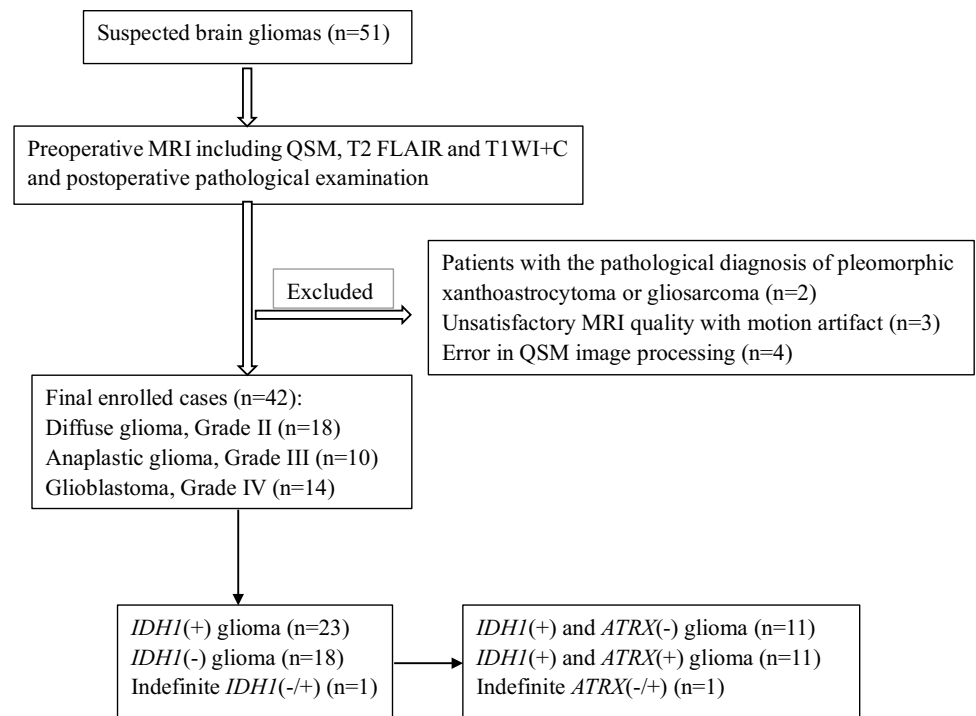 Suspected brain gliomas (n=51)
Preoperative MRI including QSM, T2 FLAIR and T1WI+C
and postoperative pathological examination
Excluded
Patients with the pathological diagnosis of pleomorphic
xanthoastrocytoma or gliosarcoma (n=2)
Unsatisfactory MRI quality with motion artifact (n=3)
Error in QSM image processing (n=4)
Final enrolled cases (n=42):
Diffuse glioma, Grade II (n=18)
Anaplastic glioma, Grade III (n=10)
Glioblastoma, Grade IV (n=14)
IDH1(+) glioma (n=23)
IDH1(-) glioma (n=18)
Indefinite IDH1(-/+) (n=1)
IDH1(+) and ATRX(-) glioma (n=11)
IDH1(+) and ATRX(+) glioma (n=11)
Indefinite ATRX(-/+) (n=1)